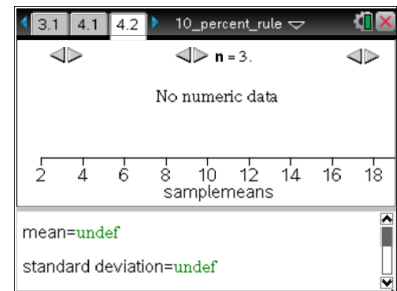 3.1 4.1 4.2 10_percent_rule
n = 3.
No numeric data
2 4 6 8 10 12 14 16 18
samplemeans
mean=undef
standard deviation=undef